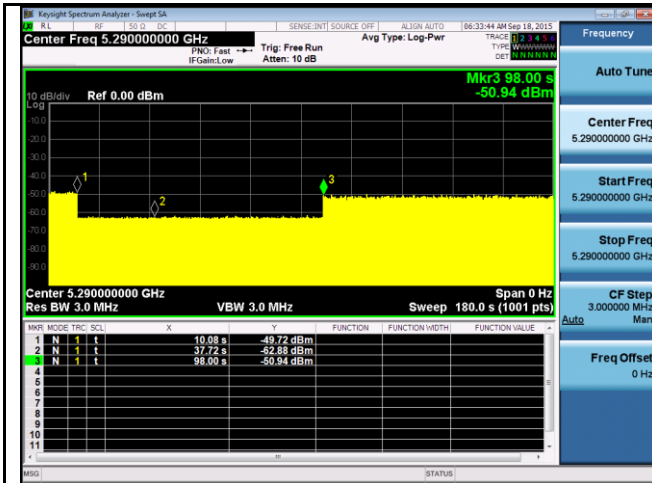 Keysight Spectrum Analyzer - Swept SA
RL RF 50 Ω DC SENSE:INT SOURCE OFF ALIGN AUTO 06:33:44 AM Sep 18, 2015
Center Freq 5.290000000 GHz
PNO: Fast
IFGain:Low
Trig: Free Run
Atten: 10 dB
Avg Type: Log-Pwr
TRACE 1 2 3 4 5 6
TYPE WWWWWW
DET NNNNNN
Mkr3 98.00 s
-50.94 dBm
10 dB/div Ref 0.00 dBm
Log
-10.0
-20.0
-30.0
-40.0
-50.0
-60.0
-70.0
-80.0
-90.0
1
2
3
Center 5.290000000 GHz Span 0 Hz
Res BW 3.0 MHz VBW 3.0 MHz Sweep 180.0 s (1001 pts)
MKR MODE TRC SCL X Y FUNCTION FUNCTION WIDTH FUNCTION VALUE
1 N 1 t 10.08 s -49.72 dBm
2 N 1 t 37.72 s -62.88 dBm
3 N 1 t 98.00 s -50.94 dBm
4
5
6
7
8
9
10
11
MSG STATUS
Frequency
Auto Tune
Center Freq
5.290000000 GHz
Start Freq
5.290000000 GHz
Stop Freq
5.290000000 GHz
CF Step
3.000000 MHz
Auto Man
Freq Offset
0 Hz